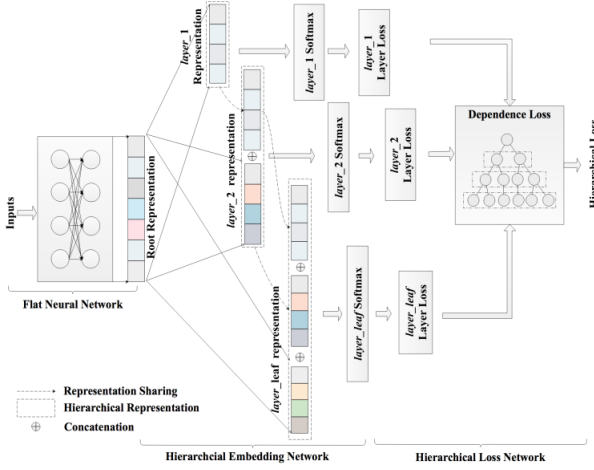 Inputs
Flat Neural Network
Root Representation
layer_1
Representation
layer_2 representation
layer_leaf representation
layer_1 Softmax
layer_2 Softmax
layer_leaf Softmax
layer_1
Layer Loss
layer_2
Layer Loss
layer_leaf
Layer Loss
Dependence Loss
Hierarchical Loss
Representation Sharing
Hierarchical Representation
Concatenation
Hierarchcial Embedding Network
Hierarchical Loss Network